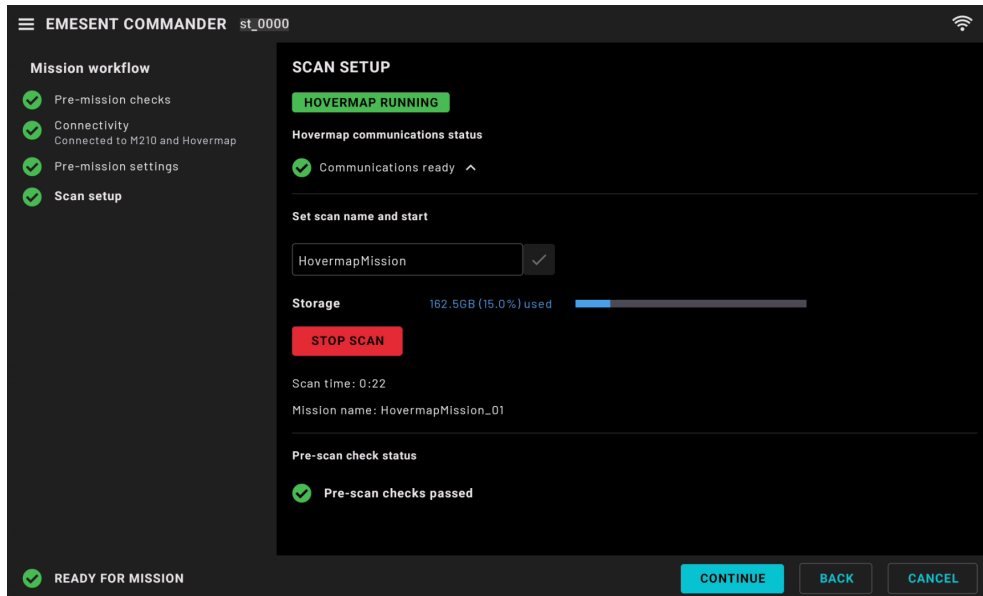 EMESENT COMMANDER st_0000
Mission workflow
Pre-mission checks
Connectivity
Connected to M210 and Hovermap
Pre-mission settings
Scan setup
SCAN SETUP
HOVERMAP RUNNING
Hovermap communications status
Communications ready
Set scan name and start
HovermapMission
Storage 162.5GB (15.0%) used
STOP SCAN
Scan time: 0:22
Mission name: HovermapMission_01
Pre-scan check status
Pre-scan checks passed
READY FOR MISSION
CONTINUE BACK CANCEL